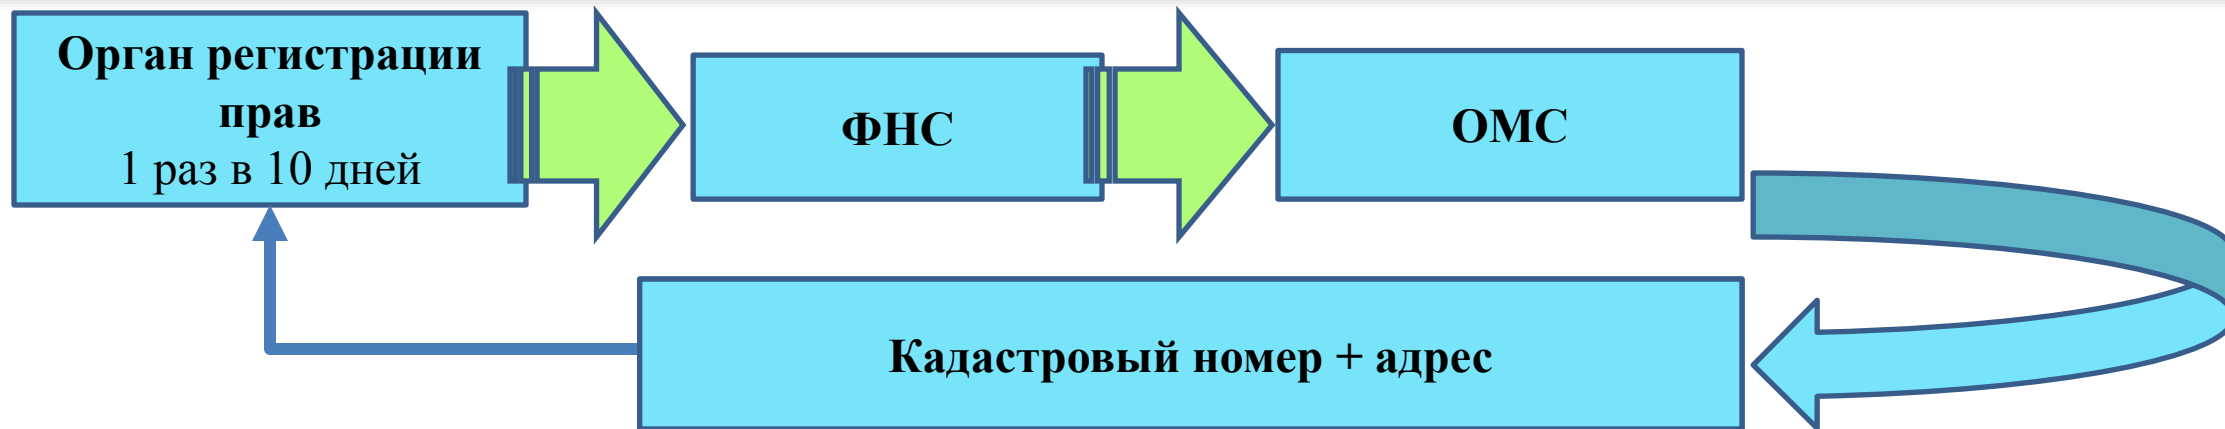 Орган регистрации
прав
1 раз в 10 дней
ФНС
ОМС
Кадастровый номер + адрес